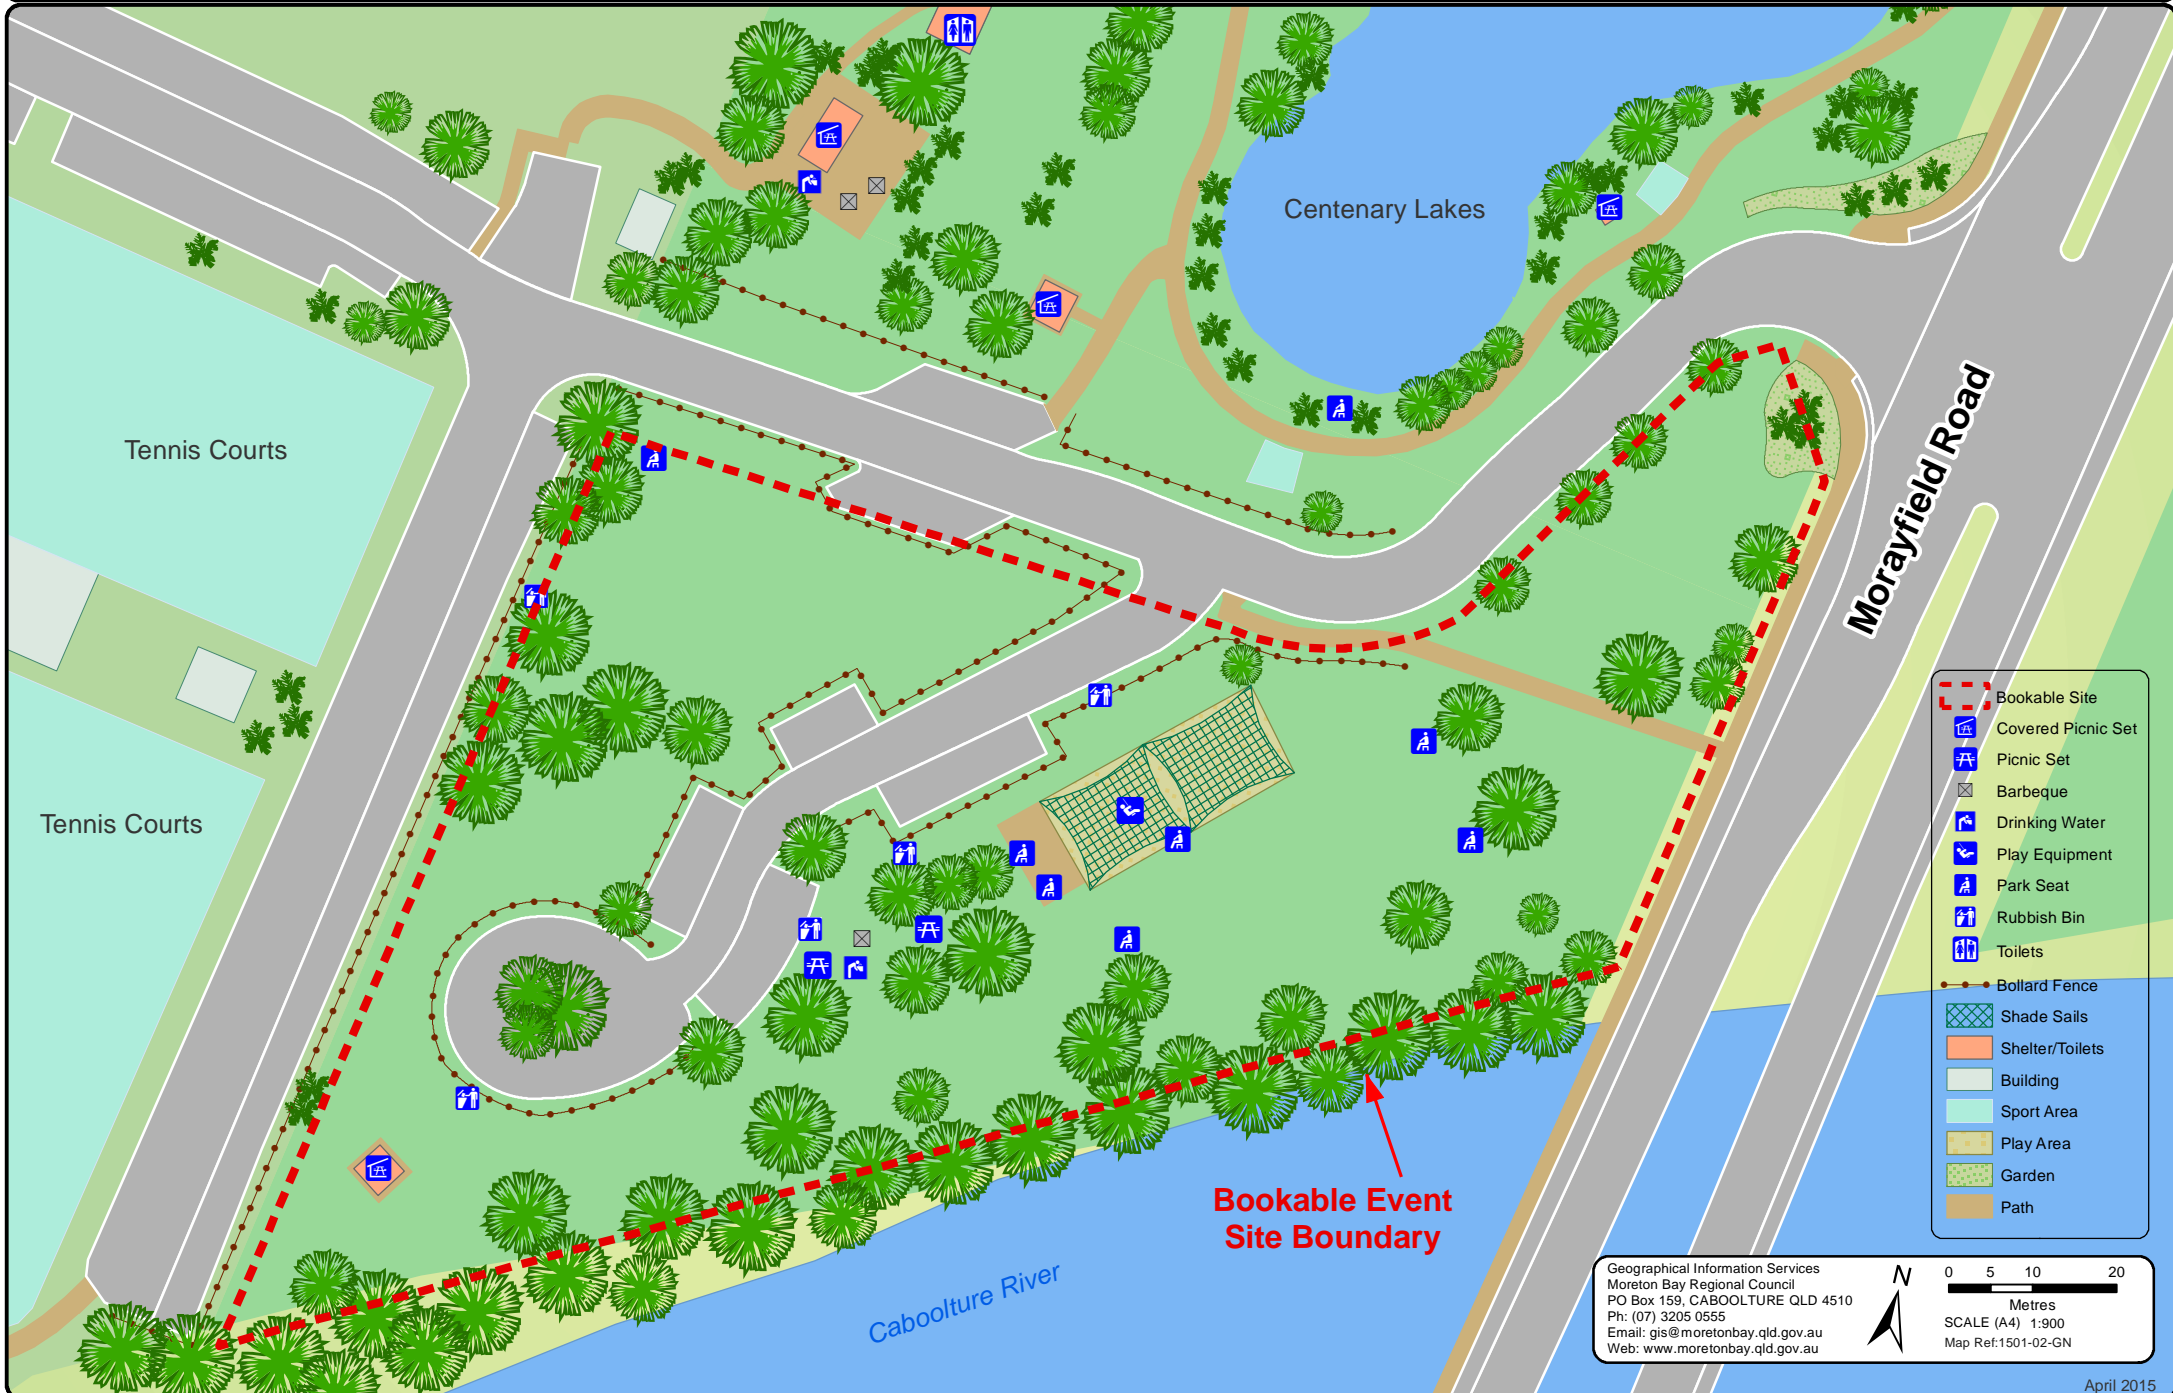 Centenary Lakes
Tennis Courts
Tennis Courts
Morayfield Road
Bookable Site
Covered Picnic Set
Picnic Set
Barbeque
Drinking Water
Play Equipment
Park Seat
Rubbish Bin
Toilets
Bollard Fence
Shade Sails
Shelter/Toilets
Building
Sport Area
Play Area
Garden
Path
Bookable Event
Site Boundary
Caboolture River
Geographical Information Services
Moreton Bay Regional Council
PO Box 159, CABOOLTURE QLD 4510
Ph: (07) 3205 0555
Email: gis@moretonbay.qld.gov.au
Web: www.moretonbay.qld.gov.au
N
0 5 10 20
Metres
SCALE (A4) 1:900
Map Ref:1501-02-GN
April 2015